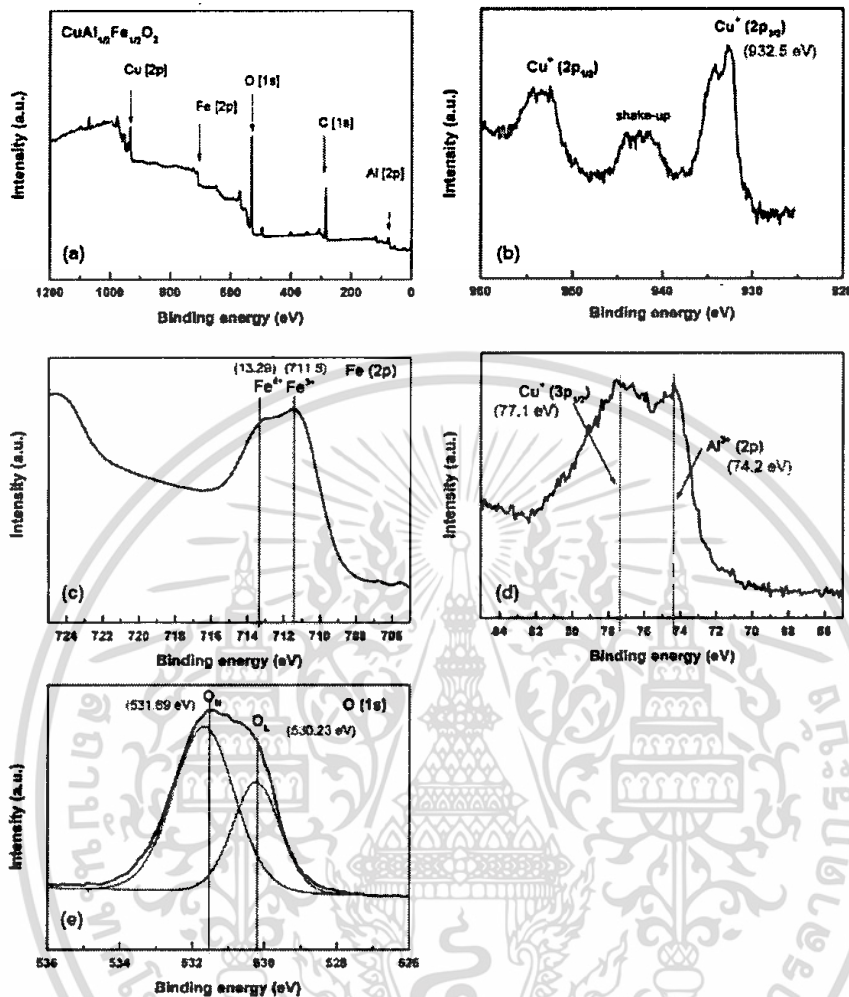 CuAl₁/₂Fe₁/₂O₂
Cu [2p]
Fe [2p]
O [1s]
C [1s]
Al [2p]
(a)
Intensity (a.u.)
1200 1000 800 600 400 200 0
Binding energy (eV)
Cu⁺ (2p₁/₂)
shake-up
Cu⁺ (2p₃/₂)
(932.5 eV)
(b)
Intensity (a.u.)
960 950 940 930 920
Binding energy (eV)
(13.29) (711.5) Fe (2p)
Fe³⁺
(c)
Intensity (a.u.)
724 722 720 718 716 714 712 710 708 706
Binding energy (eV)
Cu⁺ (3p₁/₂)
(77.1 eV)
Al³⁺ (2p)
(74.2 eV)
(d)
Intensity (a.u.)
84 82 80 78 76 74 72 70 68 66
Binding energy (eV)
(531.69 eV)
O [1s]
O_L
(530.23 eV)
(e)
Intensity (a.u.)
536 534 532 530 528 526
Binding energy (eV)